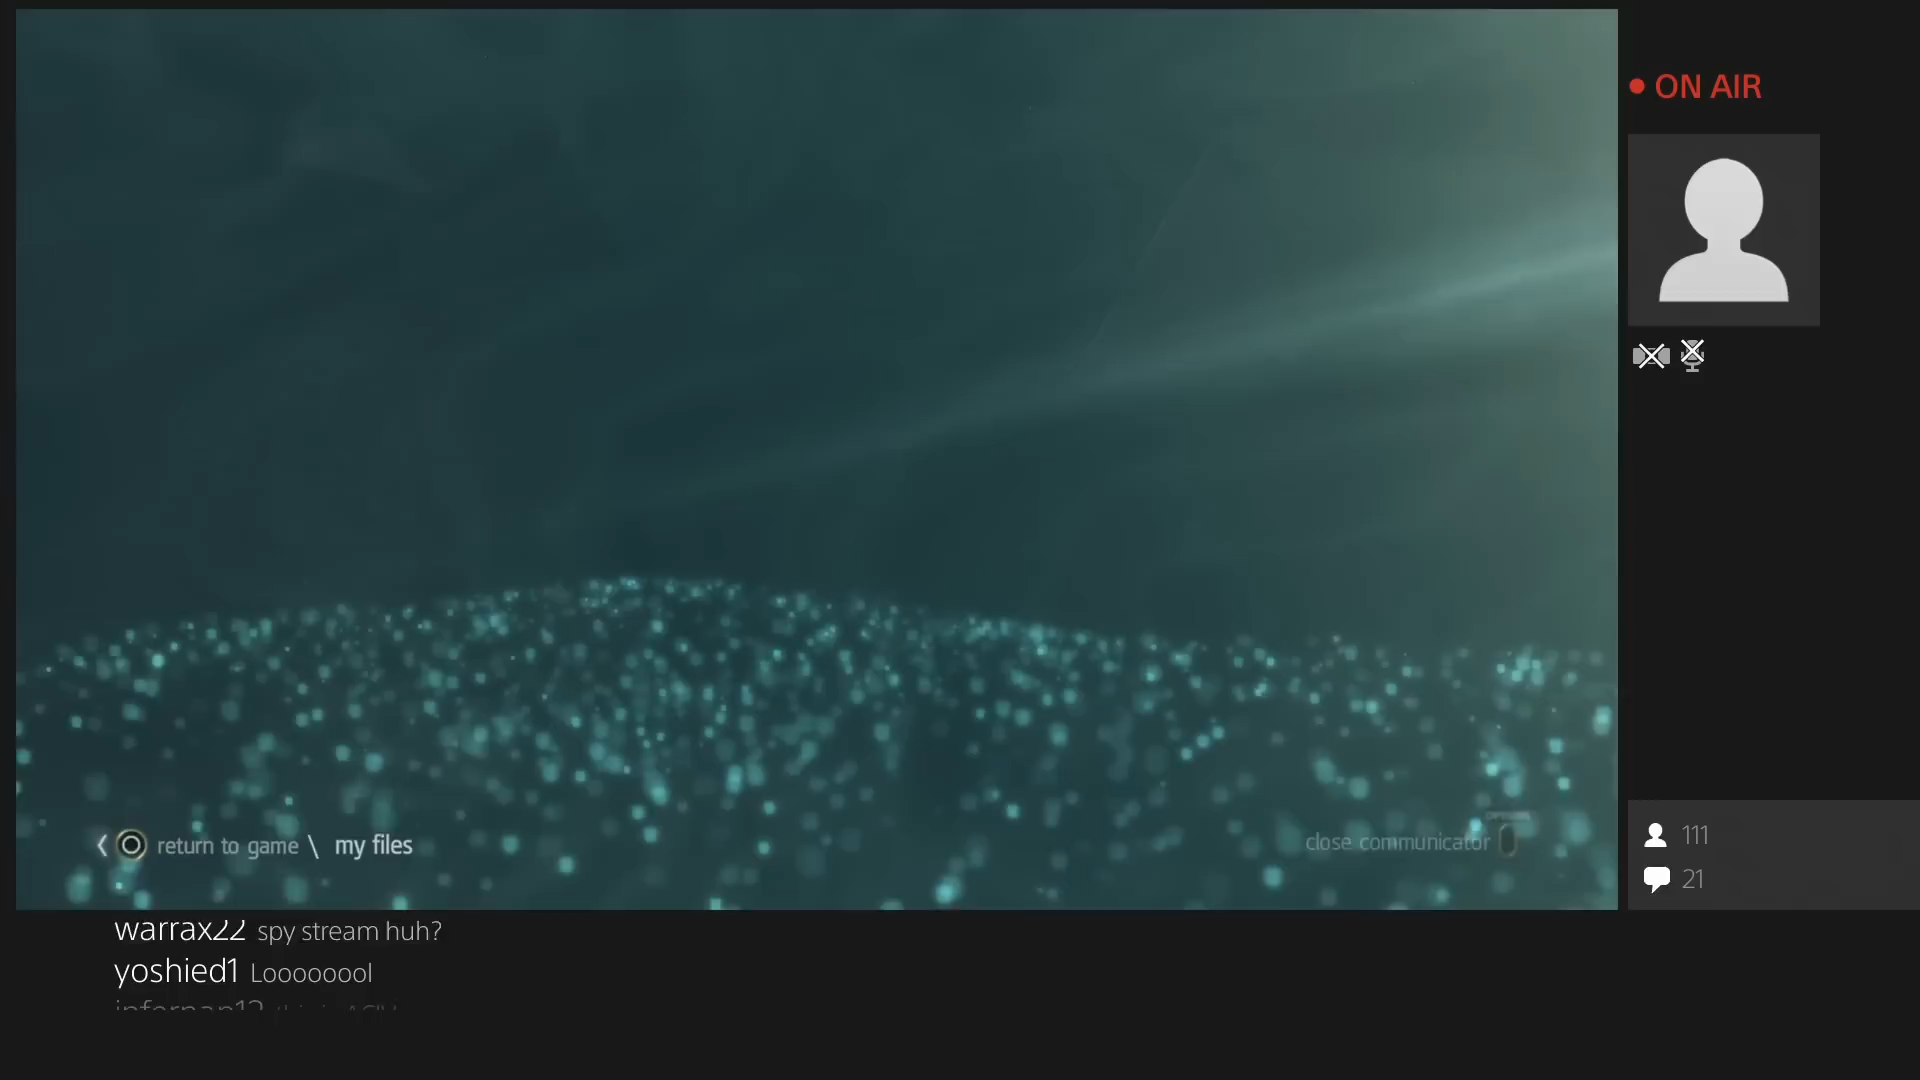 ON AIR
return to game \ my files
close communicator
111
21
warrax22 spy stream huh?
yoshied1 Looooooool